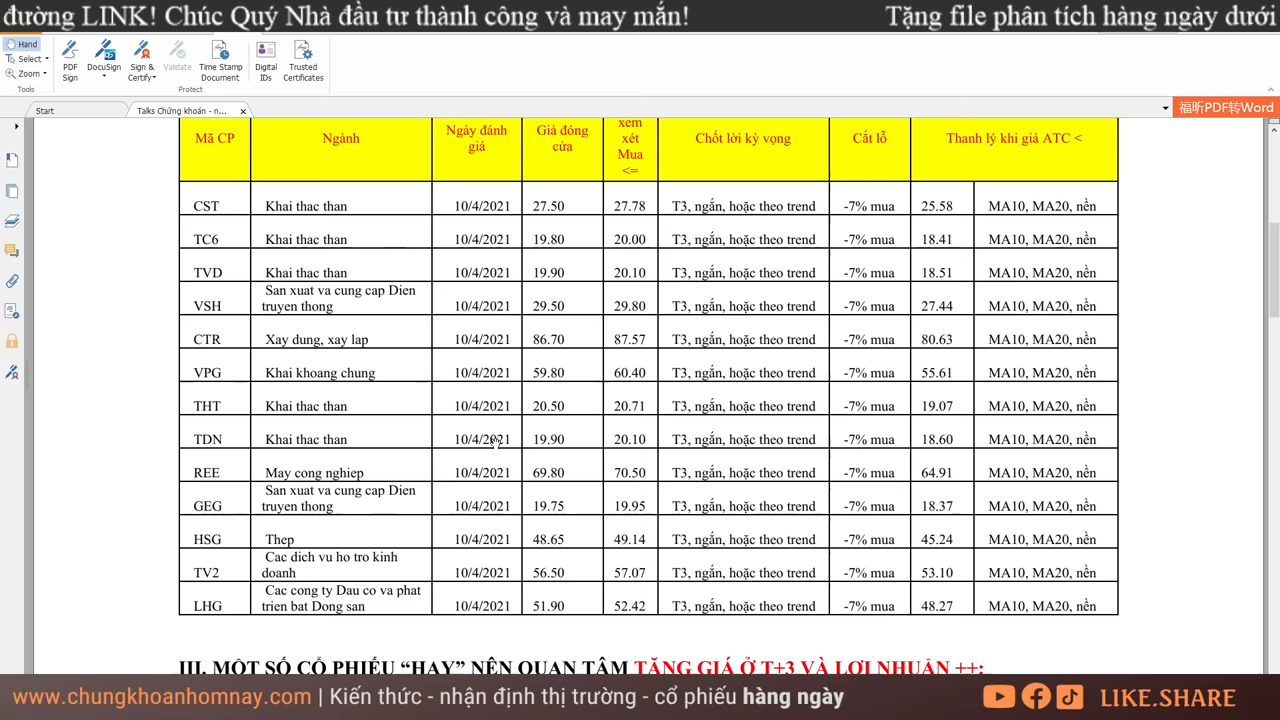 đường LINK! Chúc Quý Nhà đầu tư thành công và may mắn! Tặng file phân tích hàng ngày dưới
Hand
Select
Zoom
Tools
PDF Sign
DocuSign
Sign & Certify
Validate
Time Stamp Document
Digital IDs
Trusted Certificates
Protect
Start
Talks Chứng khoán - n...
福昕PDF转Word
Mã CP Ngành Ngày đánh giá Giá đóng cửa xem xét Mua <= Chốt lời kỳ vọng Cắt lỗ Thanh lý khi giá ATC <
CST Khai thac than 10/4/2021 27.50 27.78 T3, ngắn, hoặc theo trend -7% mua 25.58 MA10, MA20, nền
TC6 Khai thac than 10/4/2021 19.80 20.00 T3, ngắn, hoặc theo trend -7% mua 18.41 MA10, MA20, nền
TVD Khai thac than 10/4/2021 19.90 20.10 T3, ngắn, hoặc theo trend -7% mua 18.51 MA10, MA20, nền
VSH San xuat va cung cap Dien truyen thong 10/4/2021 29.50 29.80 T3, ngắn, hoặc theo trend -7% mua 27.44 MA10, MA20, nền
CTR Xay dung, xay lap 10/4/2021 86.70 87.57 T3, ngắn, hoặc theo trend -7% mua 80.63 MA10, MA20, nền
VPG Khai khoang chung 10/4/2021 59.80 60.40 T3, ngắn, hoặc theo trend -7% mua 55.61 MA10, MA20, nền
THT Khai thac than 10/4/2021 20.50 20.71 T3, ngắn, hoặc theo trend -7% mua 19.07 MA10, MA20, nền
TDN Khai thac than 10/4/2021 19.90 20.10 T3, ngắn, hoặc theo trend -7% mua 18.60 MA10, MA20, nền
REE May cong nghiep 10/4/2021 69.80 70.50 T3, ngắn, hoặc theo trend -7% mua 64.91 MA10, MA20, nền
GEG San xuat va cung cap Dien truyen thong 10/4/2021 19.75 19.95 T3, ngắn, hoặc theo trend -7% mua 18.37 MA10, MA20, nền
HSG Thep 10/4/2021 48.65 49.14 T3, ngắn, hoặc theo trend -7% mua 45.24 MA10, MA20, nền
TV2 Cac dich vu ho tro kinh doanh 10/4/2021 56.50 57.07 T3, ngắn, hoặc theo trend -7% mua 53.10 MA10, MA20, nền
LHG Cac cong ty Dau co va phat trien bat Dong san 10/4/2021 51.90 52.42 T3, ngắn, hoặc theo trend -7% mua 48.27 MA10, MA20, nền
III. MỘT SỐ CỔ PHIẾU “HAY” NÊN QUAN TÂM TĂNG GIÁ Ở T+3 VÀ LỢI NHUẬN ++:
www.chungkhoanhomnay.com | Kiến thức - nhận định thị trường - cổ phiếu hàng ngày LIKE.SHARE